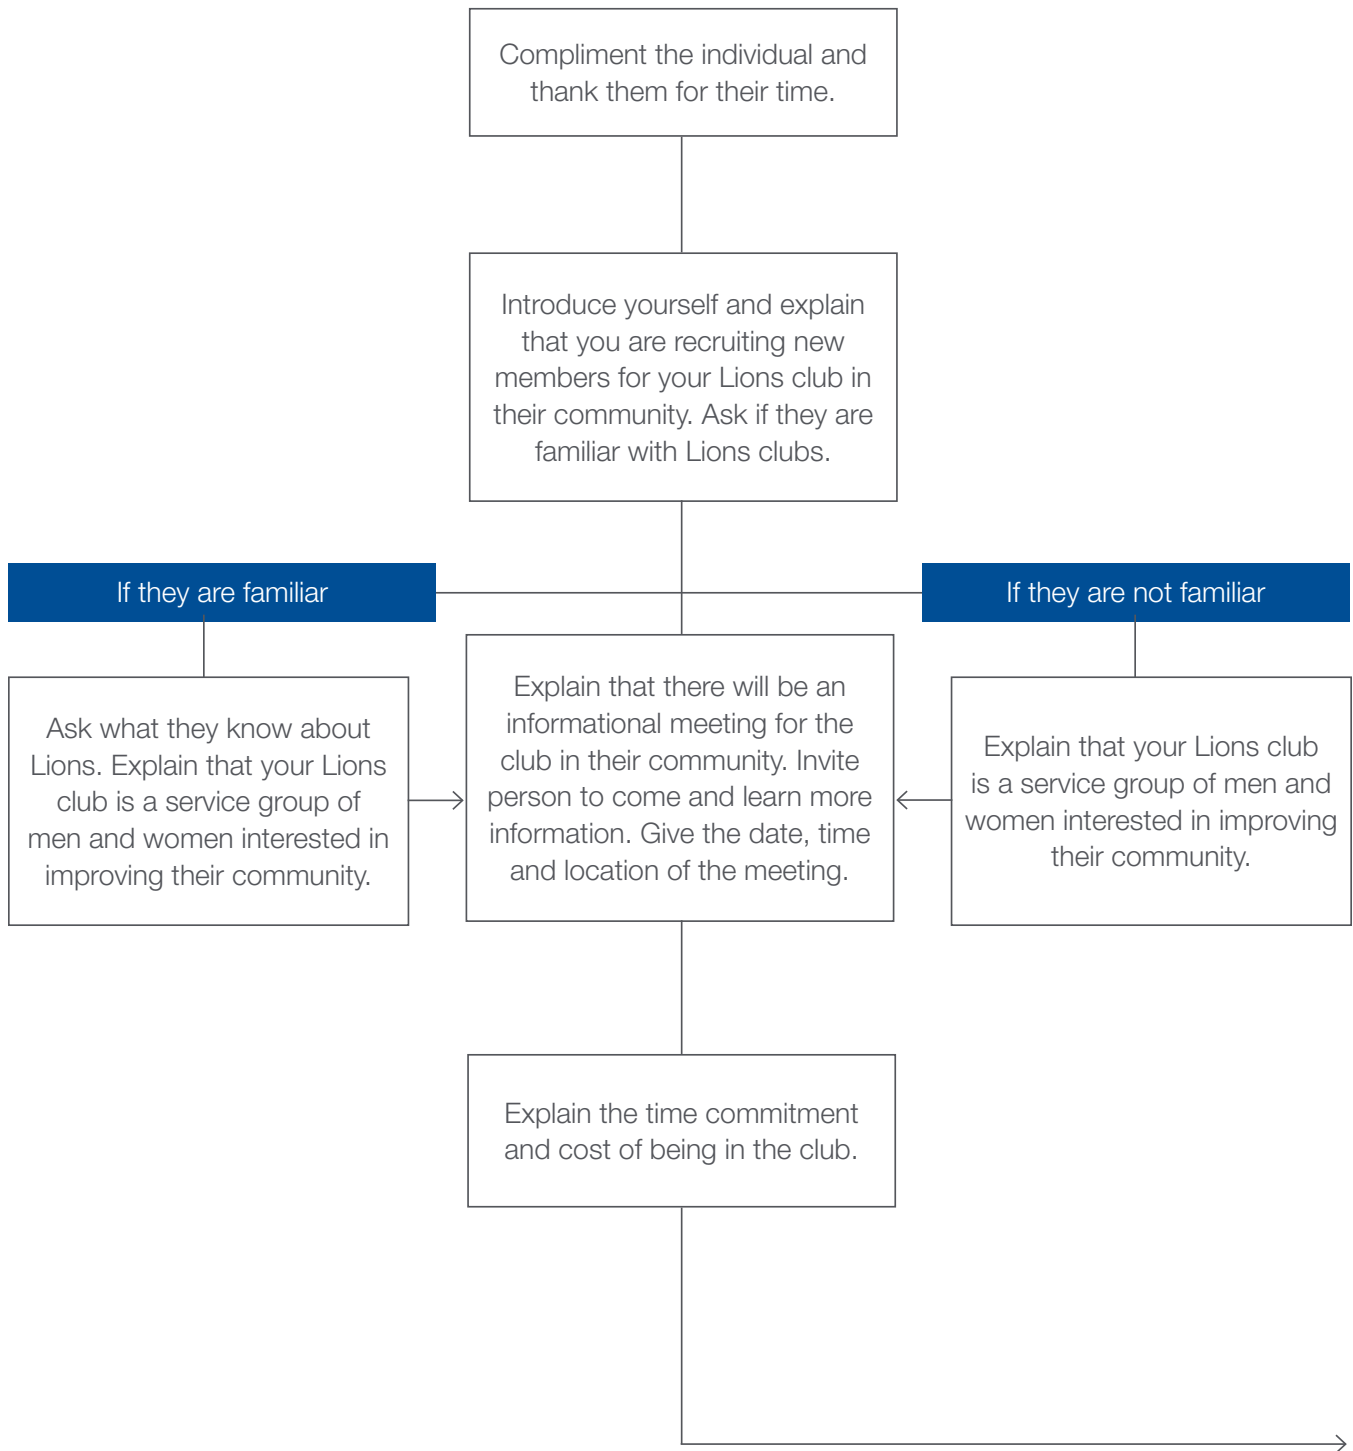 Compliment the individual and
thank them for their time.
Introduce yourself and explain
that you are recruiting new
members for your Lions club in
their community. Ask if they are
familiar with Lions clubs.
If they are familiar
If they are not familiar
Ask what they know about
Lions. Explain that your Lions
club is a service group of
men and women interested in
improving their community.
Explain that there will be an
informational meeting for the
club in their community. Invite
person to come and learn more
information. Give the date, time
and location of the meeting.
Explain that your Lions club
is a service group of men and
women interested in improving
their community.
Explain the time commitment
and cost of being in the club.